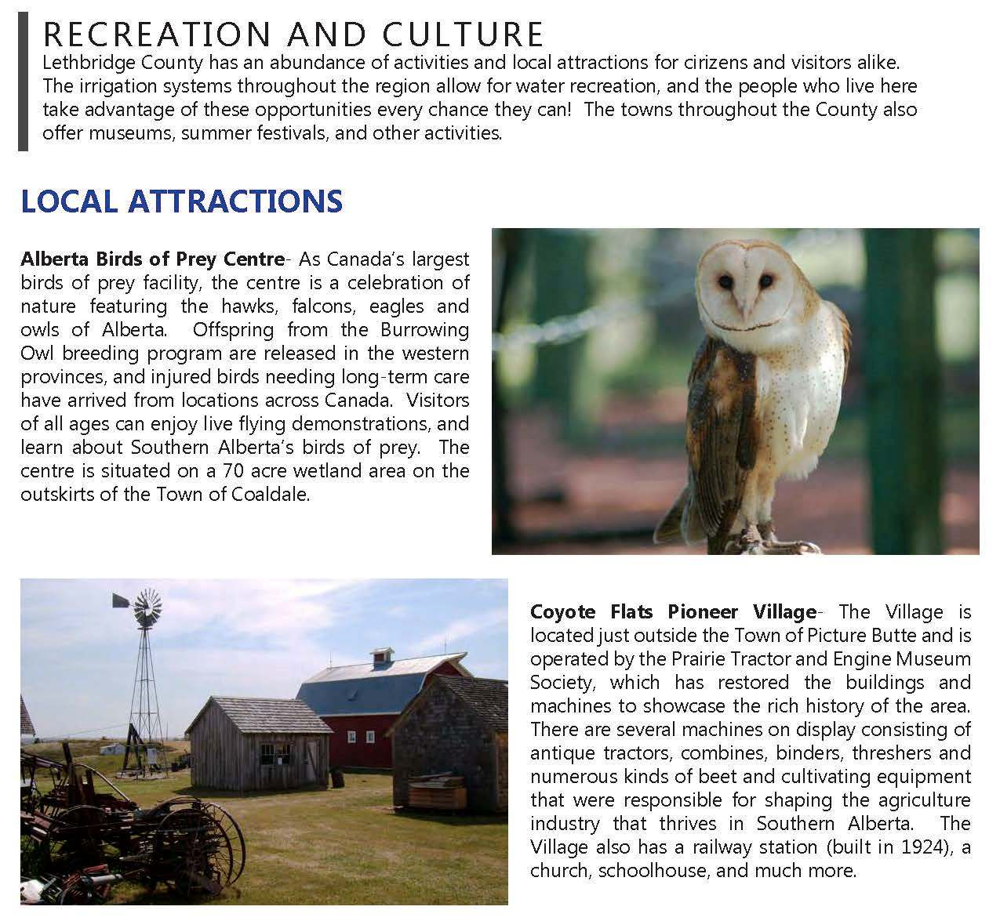 RECREATION AND CULTURE
Lethbridge County has an abundance of activities and local attractions for cirizens and visitors alike.
The irrigation systems throughout the region allow for water recreation, and the people who live here
take advantage of these opportunities every chance they can!  The towns throughout the County also
offer museums, summer festivals, and other activities.
LOCAL ATTRACTIONS
Alberta Birds of Prey Centre- As Canada's largest
birds of prey facility, the centre is a celebration of
nature featuring the hawks, falcons, eagles and
owls of Alberta.  Offspring from the Burrowing
Owl breeding program are released in the western
provinces, and injured birds needing long-term care
have arrived from locations across Canada.  Visitors
of all ages can enjoy live flying demonstrations, and
learn about Southern Alberta's birds of prey.  The
centre is situated on a 70 acre wetland area on the
outskirts of the Town of Coaldale.
Coyote Flats Pioneer Village- The Village is
located just outside the Town of Picture Butte and is
operated by the Prairie Tractor and Engine Museum
Society, which has restored the buildings and
machines to showcase the rich history of the area.
There are several machines on display consisting of
antique tractors, combines, binders, threshers and
numerous kinds of beet and cultivating equipment
that were responsible for shaping the agriculture
industry that thrives in Southern Alberta.  The
Village also has a railway station (built in 1924), a
church, schoolhouse, and much more.